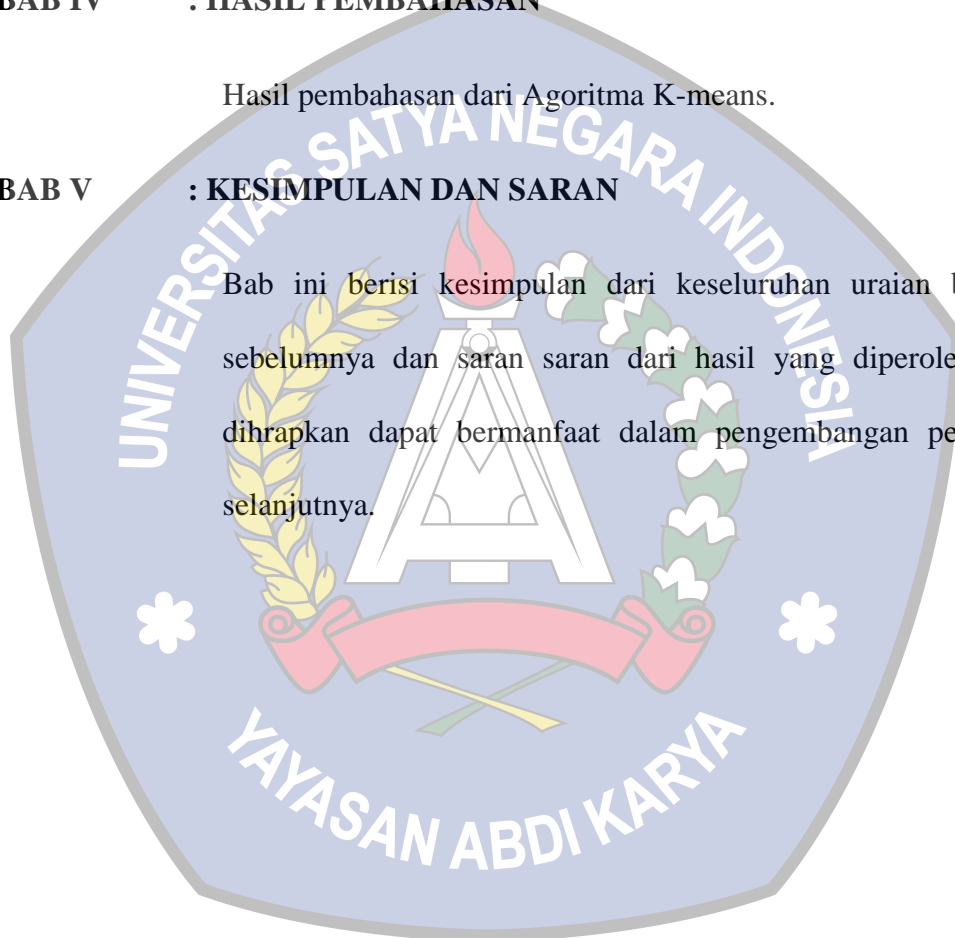 BAB IV : HASIL PEMBAHASAN
Hasil pembahasan dari Agoritma K-means.
BAB V : KESIMPULAN DAN SARAN
Bab ini berisi kesimpulan dari keseluruhan uraian
sebelumnya dan saran saran dari hasil yang
dihrapkan dapat bermanfaat dalam pengembangan
selanjutnya.
UNIVERSITAS SATYA NEGARA INDONESIA
YAYASAN ABDI KARYA